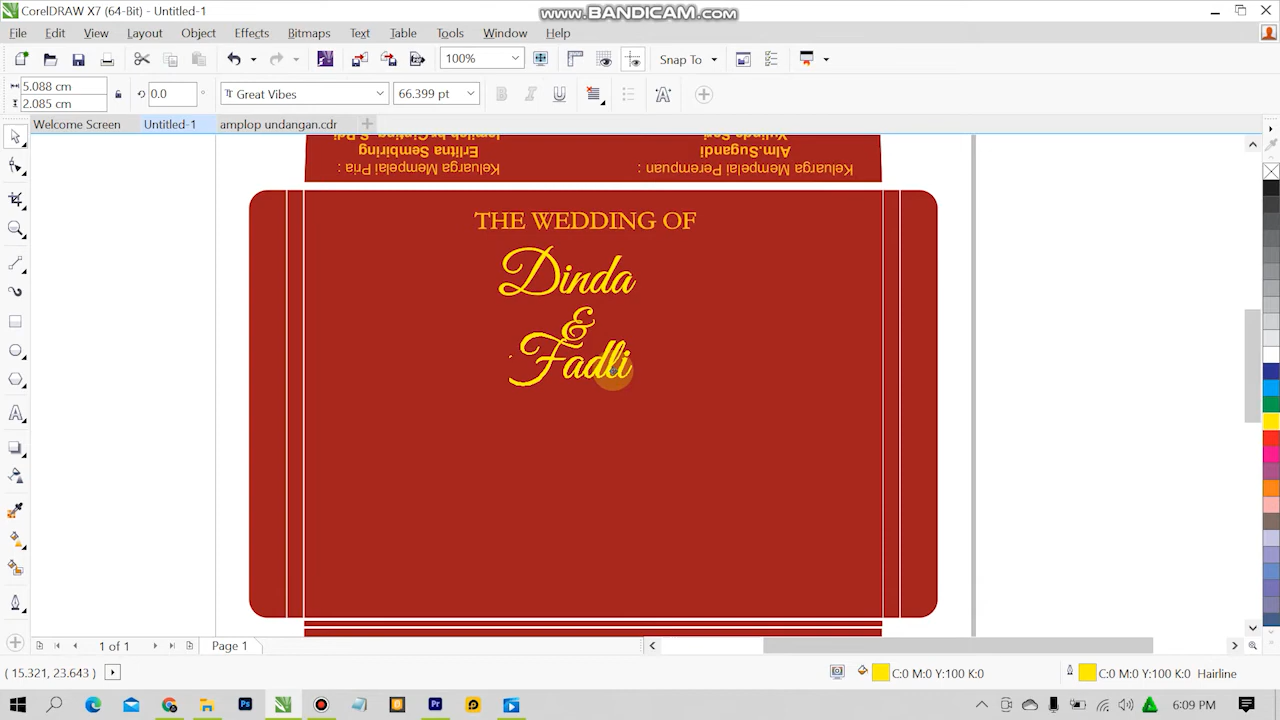 CorelDRAW X7 (64-Bit) - Untitled-1
www.BANDICAM.com
File Edit View Layout Object Effects Bitmaps Text Table Tools Window Help
100% Snap To
5.088 cm
2.085 cm
0.0
Great Vibes
66.399 pt
Welcome Screen Untitled-1 amplop undangan.cdr
Erlitna Sembiring
Alm.Sugandi
Keluarga Mempelai Pria :
Keluarga Mempelai Perempuan :
THE WEDDING OF
Dinda
&
Fadli
1 of 1 Page 1
(15.321, 23.643)
C:0 M:0 Y:100 K:0
C:0 M:0 Y:100 K:0 Hairline
6:09 PM